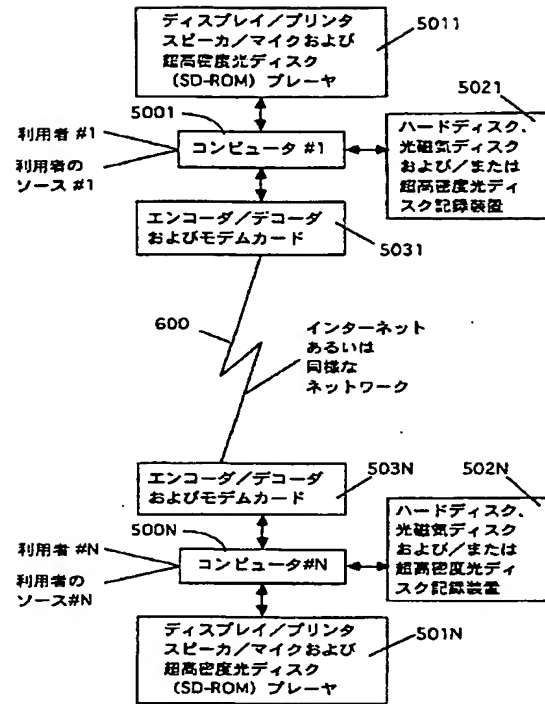 ディスプレイ/プリンタ
スピーカ/マイクおよび
超高密度光ディスク
(SD-ROM) プレーヤ
5011
5001
5021
利用者 #1
利用者の
ソース #1
コンピュータ #1
ハードディスク、
光磁気ディスク
および/または
超高密度光ディ
スク記録装置
エンコーダ/デコーダ
およびモデムカード
5031
600
インターネット
あるいは
同様な
ネットワーク
エンコーダ/デコーダ
およびモデムカード
503N
502N
500N
利用者 #N
利用者の
ソース#N
コンピュータ#N
ハードディスク、
光磁気ディスク
および/または
超高密度光ディ
スク記録装置
ディスプレイ/プリンタ
スピーカ/マイクおよび
超高密度光ディスク
(SD-ROM) プレーヤ
501N